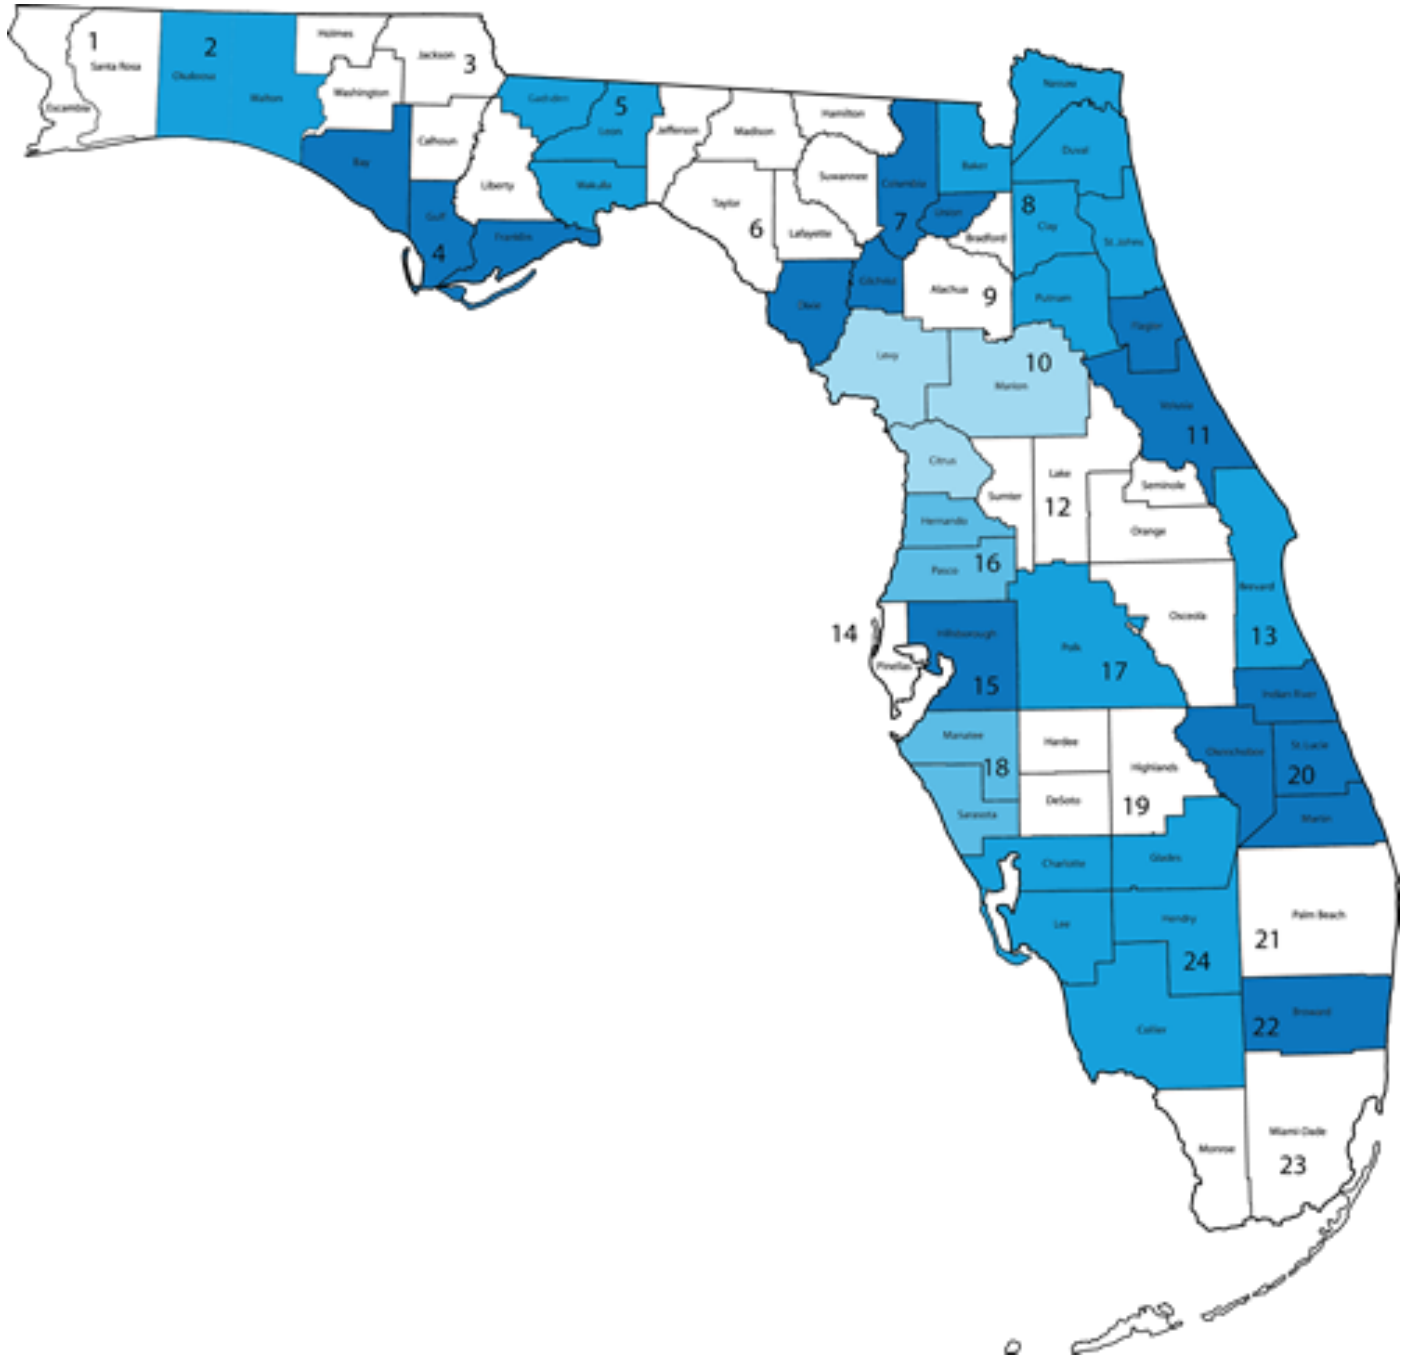 1
Santa Rosa
Escambia
2
Okaloosa
Walton
Holmes
Washington
Jackson
3
Bay
Calhoun
Gulf
4
Franklin
Liberty
Gadsden
5
Leon
Wakulla
Jefferson
Madison
Taylor
6
Hamilton
Suwannee
Lafayette
Dixie
Columbia
7
Union
Gilchrist
Baker
Nassau
Duval
8
Clay
St. Johns
Putnam
Bradford
Alachua
9
Flagler
Levy
10
Marion
Citrus
Volusia
11
Sumter
Lake
12
Seminole
Orange
Hernando
16
Pasco
Brevard
13
Osceola
14
Pinellas
Hillsborough
15
Polk
17
Indian River
Okeechobee
St. Lucie
20
Martin
Manatee
18
Sarasota
Hardee
DeSoto
Highlands
19
Charlotte
Glades
Lee
Hendry
24
Collier
Palm Beach
21
Broward
22
Monroe
Miami Dade
23